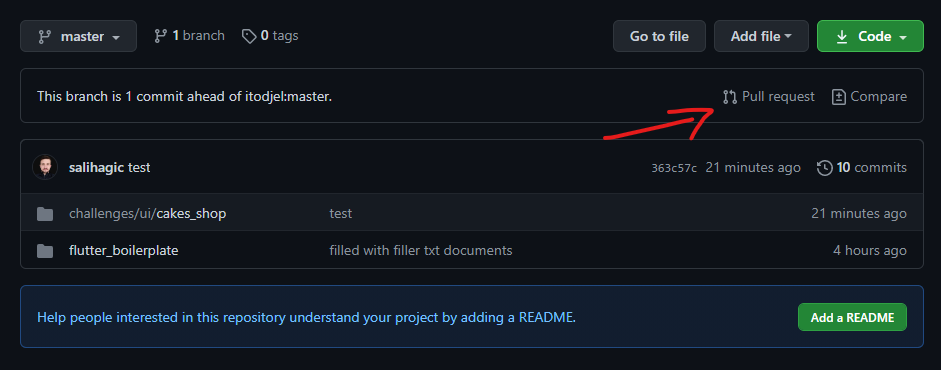 master 1 branch 0 tags Go to file Add file Code
This branch is 1 commit ahead of itodjel:master. Pull request Compare
salihagic test 363c57c 21 minutes ago 10 commits
challenges/ui/cakes_shop test 21 minutes ago
flutter_boilerplate filled with filler txt documents 4 hours ago
Help people interested in this repository understand your project by adding a README. Add a README